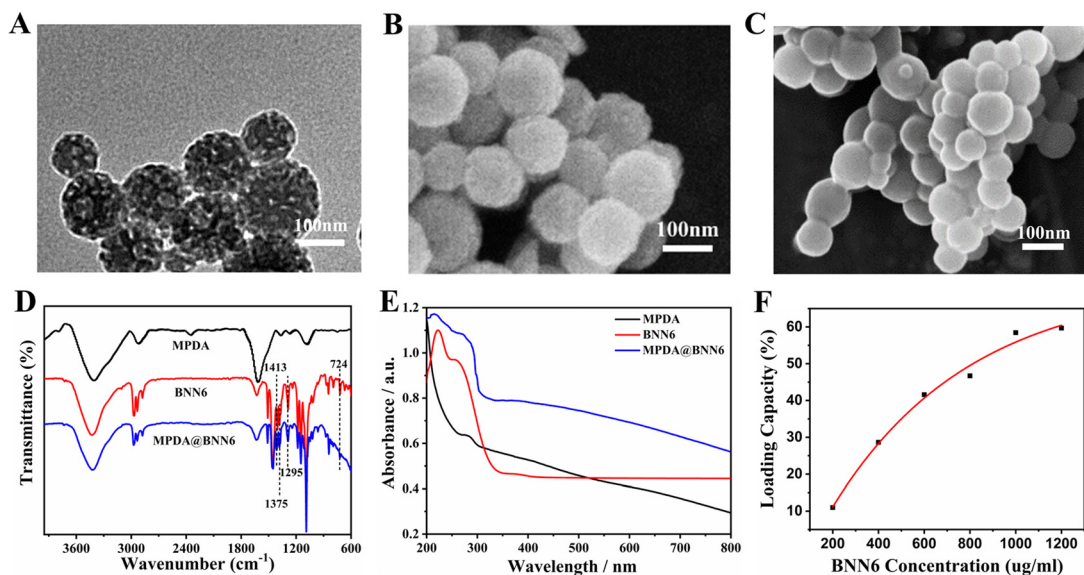 A
100nm
B
100nm
C
100nm
D
Transmittance (%)
MPDA
1413
724
BNN6
MPDA@BNN6
1295
1375
3600 3000 2400 1800 1200 600
Wavenumber (cm-1)
E
Absorbance / a.u.
1.2
1.0
0.8
0.6
0.4
0.2
MPDA
BNN6
MPDA@BNN6
200 300 400 500 600 700 800
Wavelength / nm
F
Loading Capacity (%)
60
50
40
30
20
10
200 400 600 800 1000 1200
BNN6 Concentration (ug/ml)